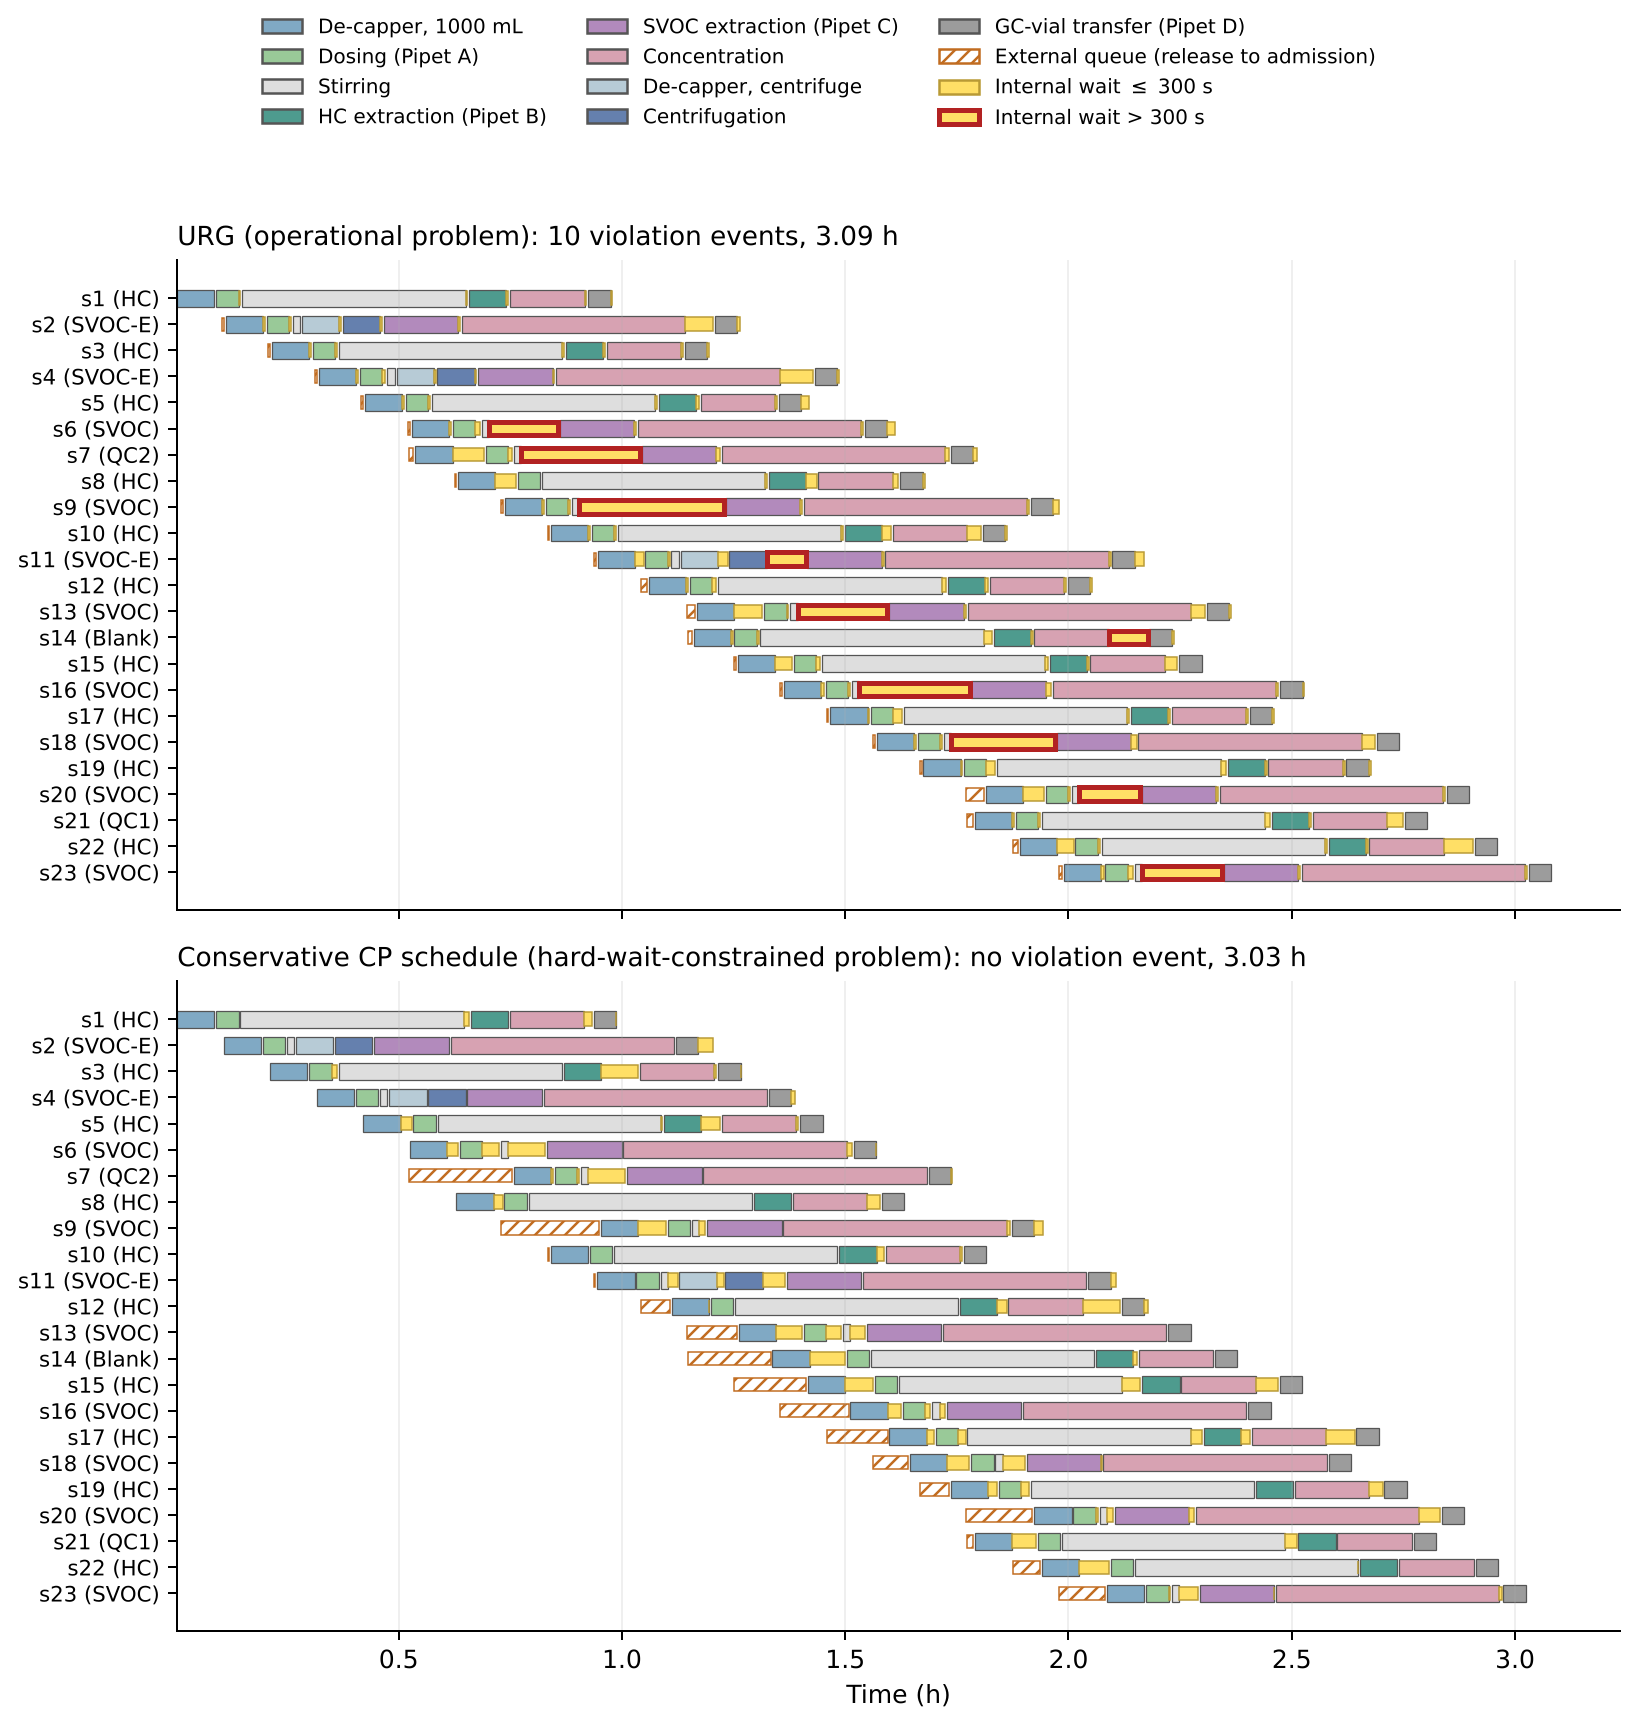 De-capper, 1000 mL
Dosing (Pipet A)
Stirring
HC extraction (Pipet B)
SVOC extraction (Pipet C)
Concentration
De-capper, centrifuge
Centrifugation
GC-vial transfer (Pipet D)
External queue (release to admission)
Internal wait ≤ 300 s
Internal wait > 300 s
URG (operational problem): 10 violation events, 3.09 h
s1 (HC)
s2 (SVOC-E)
s3 (HC)
s4 (SVOC-E)
s5 (HC)
s6 (SVOC)
s7 (QC2)
s8 (HC)
s9 (SVOC)
s10 (HC)
s11 (SVOC-E)
s12 (HC)
s13 (SVOC)
s14 (Blank)
s15 (HC)
s16 (SVOC)
s17 (HC)
s18 (SVOC)
s19 (HC)
s20 (SVOC)
s21 (QC1)
s22 (HC)
s23 (SVOC)
Conservative CP schedule (hard-wait-constrained problem): no violation event, 3.03 h
s1 (HC)
s2 (SVOC-E)
s3 (HC)
s4 (SVOC-E)
s5 (HC)
s6 (SVOC)
s7 (QC2)
s8 (HC)
s9 (SVOC)
s10 (HC)
s11 (SVOC-E)
s12 (HC)
s13 (SVOC)
s14 (Blank)
s15 (HC)
s16 (SVOC)
s17 (HC)
s18 (SVOC)
s19 (HC)
s20 (SVOC)
s21 (QC1)
s22 (HC)
s23 (SVOC)
0.5 1.0 1.5 2.0 2.5 3.0
Time (h)